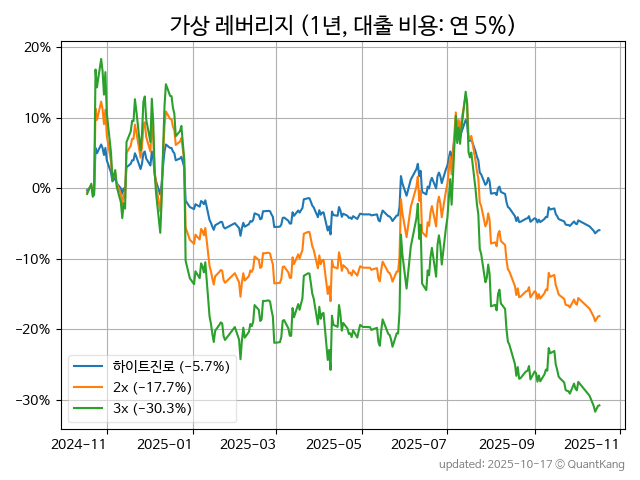 가상 레버리지 (1년, 대출 비용: 연 5%)
20%
10%
0%
−10%
−20%
−30%
하이트진로 (−5.7%)
2x (−17.7%)
3x (−30.3%)
2024-11 2025-01 2025-03 2025-05 2025-07 2025-09 2025-11
updated: 2025-10-17 © QuantKang